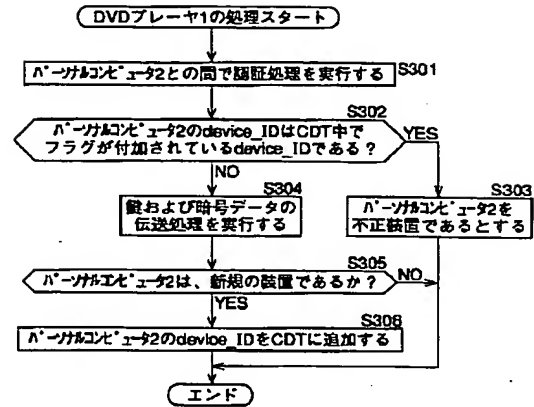 DVDプレーヤ1の処理スタート
パーソナルコンピュータ2との間で認証処理を実行する
S301
S302
パーソナルコンピュータ2のdevice_IDはCDT中で
フラグが付加されているdevice_IDである？
YES
NO
S304
鍵および暗号データの
伝送処理を実行する
S303
パーソナルコンピュータ2を
不正装置であるとする
S305
パーソナルコンピュータ2は、新規の装置であるか？
NO
YES
S306
パーソナルコンピュータ2のdevice_IDをCDTに追加する
エンド